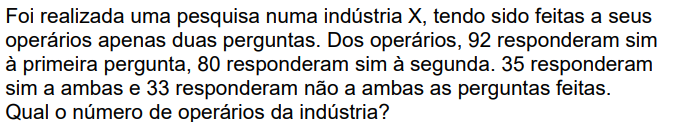 Foi realizada uma pesquisa numa indústria X, tendo sido feitas a seus
operários apenas duas perguntas. Dos operários, 92 responderam sim
à primeira pergunta, 80 responderam sim à segunda. 35 responderam
sim a ambas e 33 responderam não a ambas as perguntas feitas.
Qual o número de operários da indústria?